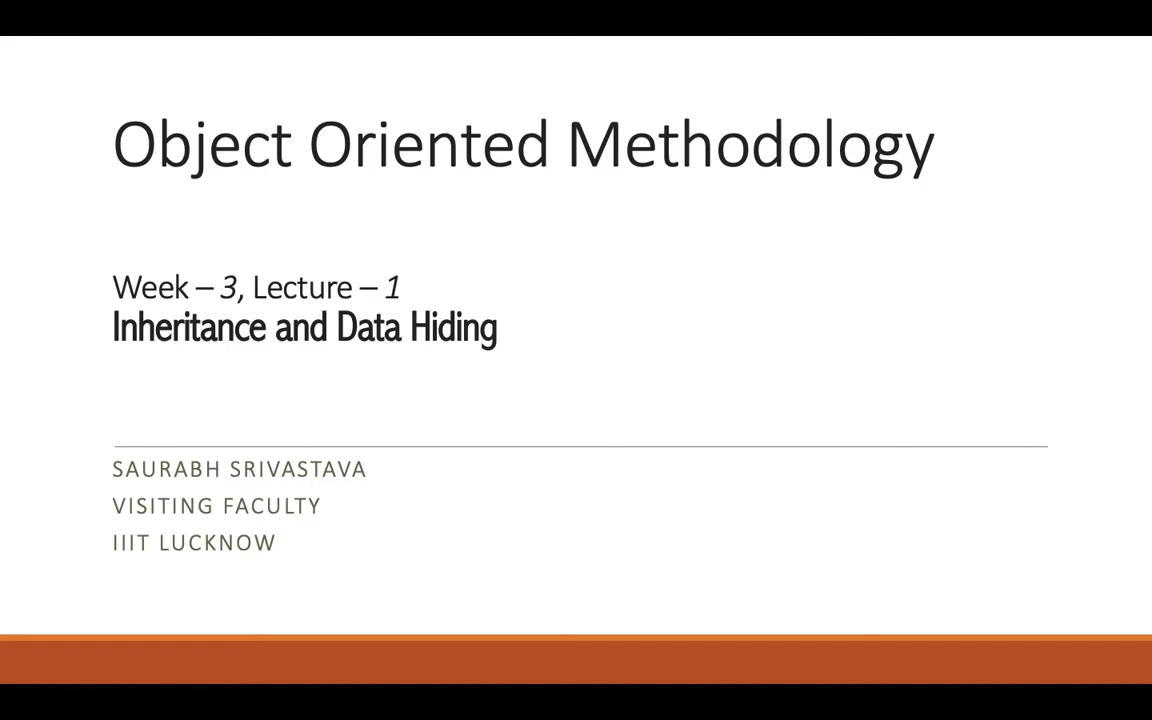 Object Oriented Methodology
Week – 3, Lecture – 1
Inheritance and Data Hiding
SAURABH SRIVASTAVA
VISITING FACULTY
IIIT LUCKNOW